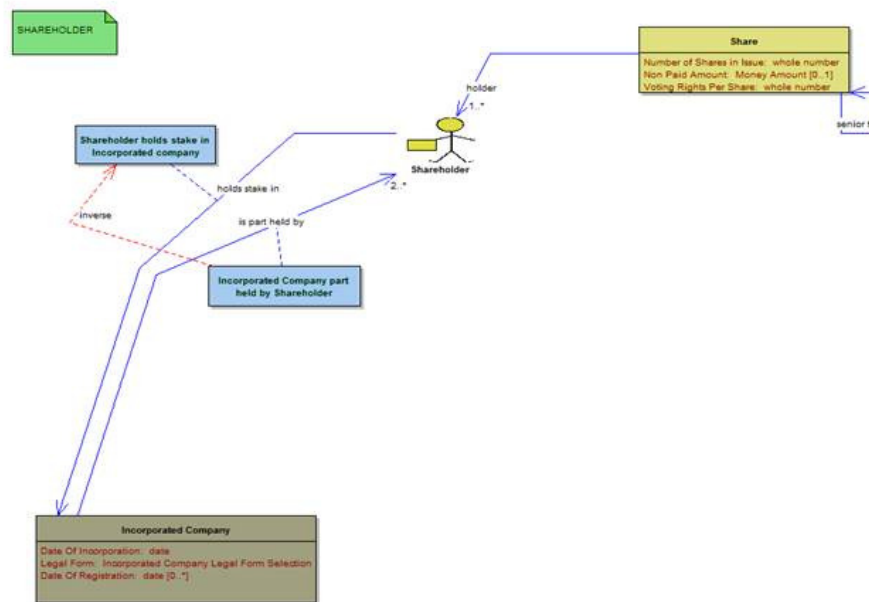 SHAREHOLDER
Share
Number of Shares in Issue: whole number
Non Paid Amount: Money Amount [0..1]
Voting Rights Per Share: whole number
senior
holder
1..*
Shareholder
2..*
Shareholder holds stake in
Incorporated company
holds stake in
inverse
is part held by
Incorporated Company part
held by Shareholder
Incorporated Company
Date Of Incorporation: date
Legal Form: Incorporated Company Legal Form Selection
Date Of Registration: date [0..*]